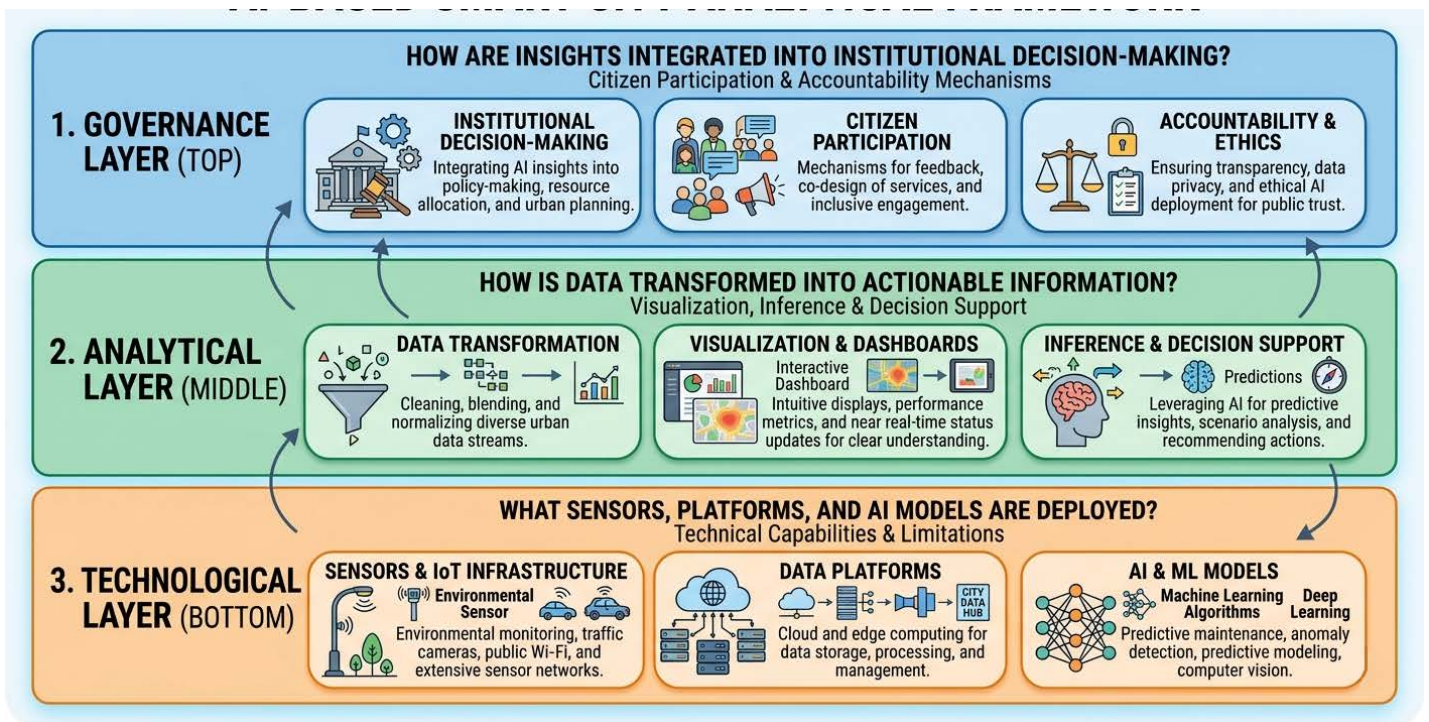 AI-BASED SMART CITY ANALYTICAL FRAMEWORK
HOW ARE INSIGHTS INTEGRATED INTO INSTITUTIONAL DECISION-MAKING?
Citizen Participation & Accountability Mechanisms
1. GOVERNANCE
LAYER (TOP)
INSTITUTIONAL
DECISION-MAKING
Integrating AI insights into
policy-making, resource
allocation, and urban planning.
CITIZEN
PARTICIPATION
Mechanisms for feedback,
co-design of services, and
inclusive engagement.
ACCOUNTABILITY &
ETHICS
Ensuring transparency, data
privacy, and ethical AI
deployment for public trust.
HOW IS DATA TRANSFORMED INTO ACTIONABLE INFORMATION?
Visualization, Inference & Decision Support
2. ANALYTICAL
LAYER (MIDDLE)
DATA TRANSFORMATION
Cleaning, blending, and
normalizing diverse urban
data streams.
VISUALIZATION & DASHBOARDS
Interactive
Dashboard
Intuitive displays, performance
metrics, and near real-time status
updates for clear understanding.
INFERENCE & DECISION SUPPORT
Predictions
Leveraging AI for predictive
insights, scenario analysis, and
recommending actions.
WHAT SENSORS, PLATFORMS, AND AI MODELS ARE DEPLOYED?
Technical Capabilities & Limitations
3. TECHNOLOGICAL
LAYER (BOTTOM)
SENSORS & IoT INFRASTRUCTURE
Environmental
Sensor
Environmental monitoring, traffic
cameras, public Wi-Fi, and
extensive sensor networks.
DATA PLATFORMS
CITY
DATA
HUB
Cloud and edge computing for
data storage, processing, and
management.
AI & ML MODELS
Machine Learning
Algorithms
Deep
Learning
Predictive maintenance, anomaly
detection, predictive modeling,
computer vision.